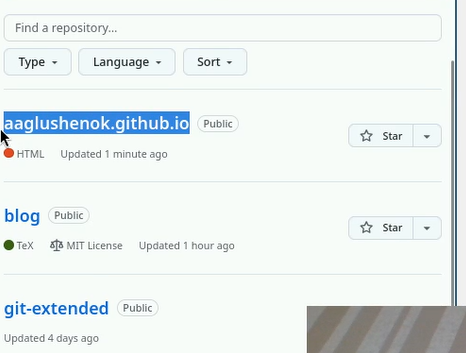 Find a repository...
Type Language Sort
aaglushenok.github.io Public
Star
HTML Updated 1 minute ago
blog Public
Star
TeX MIT License Updated 1 hour ago
git-extended Public
Updated 4 days ago